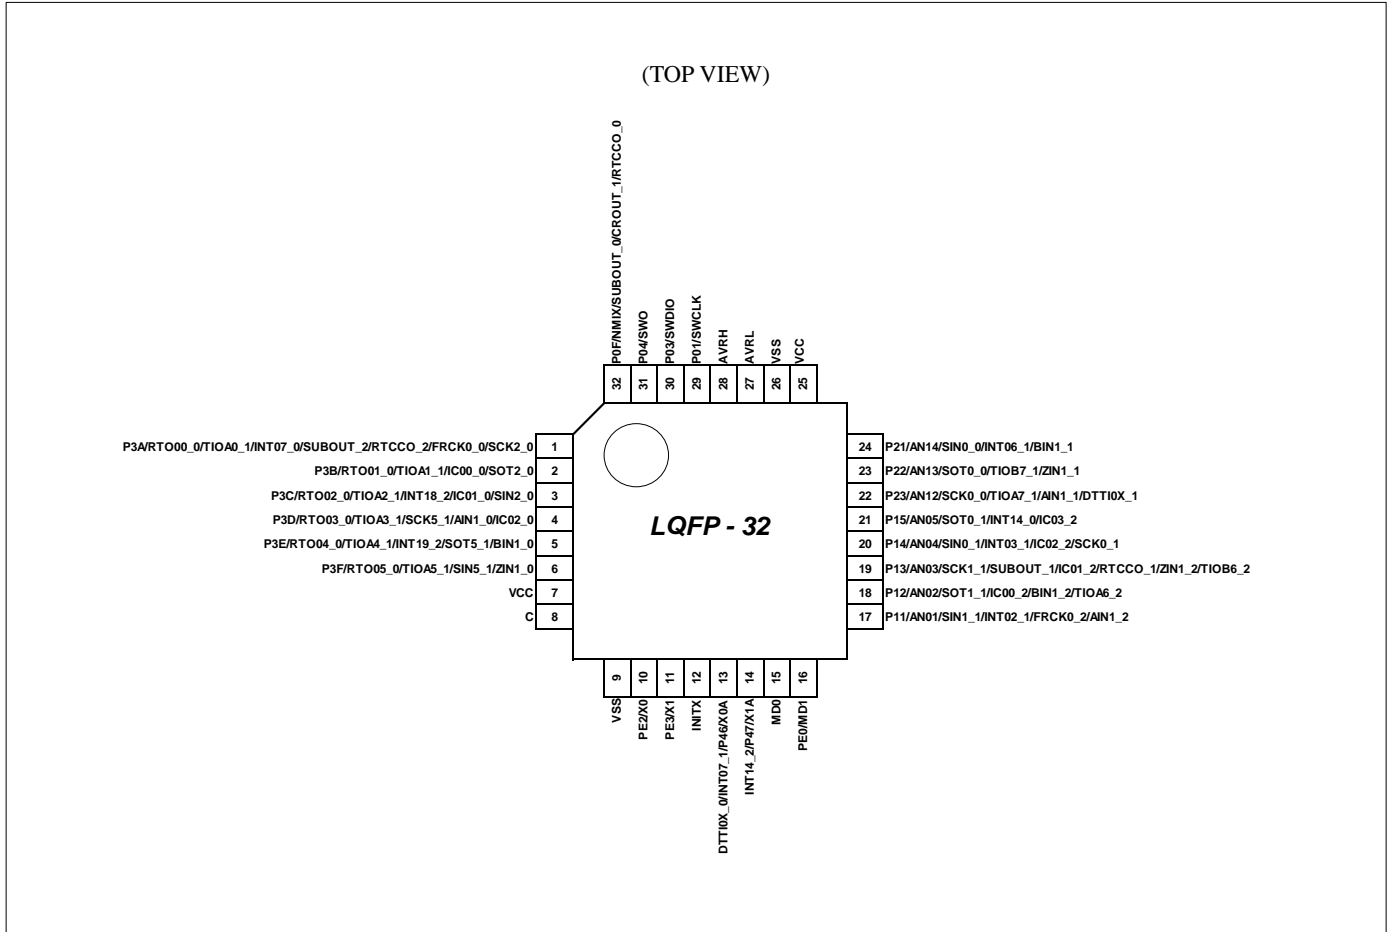 (TOP VIEW)
P0F/NMIX/SUBOUT_0/CROUT_1/RTCCO_0
P04/SWO
P03/SWDIO
P01/SWCLK
AVRH
AVRL
VSS
VCC
32
31
30
29
28
27
26
25
P3A/RTO00_0/TIOA0_1/INT07_0/SUBOUT_2/RTCCO_2/FRCK0_0/SCK2_0 1
P3B/RTO01_0/TIOA1_1/IC00_0/SOT2_0 2
P3C/RTO02_0/TIOA2_1/INT18_2/IC01_0/SIN2_0 3
P3D/RTO03_0/TIOA3_1/SCK5_1/AIN1_0/IC02_0 4
P3E/RTO04_0/TIOA4_1/INT19_2/SOT5_1/BIN1_0 5
P3F/RTO05_0/TIOA5_1/SIN5_1/ZIN1_0 6
VCC 7
C 8
LQFP - 32
24 P21/AN14/SIN0_0/INT06_1/BIN1_1
23 P22/AN13/SOT0_0/TIOB7_1/ZIN1_1
22 P23/AN12/SCK0_0/TIOA7_1/AIN1_1/DTTI0X_1
21 P15/AN05/SOT0_1/INT14_0/IC03_2
20 P14/AN04/SIN0_1/INT03_1/IC02_2/SCK0_1
19 P13/AN03/SCK1_1/SUBOUT_1/IC01_2/RTCCO_1/ZIN1_2/TIOB6_2
18 P12/AN02/SOT1_1/IC00_2/BIN1_2/TIOA6_2
17 P11/AN01/SIN1_1/INT02_1/FRCK0_2/AIN1_2
9
10
11
12
13
14
15
16
VSS
PE2/X0
PE3/X1
INITX
DTTI0X_0/INT07_1/P46/X0A
INT14_2/P47/X1A
MD0
PE0/MD1